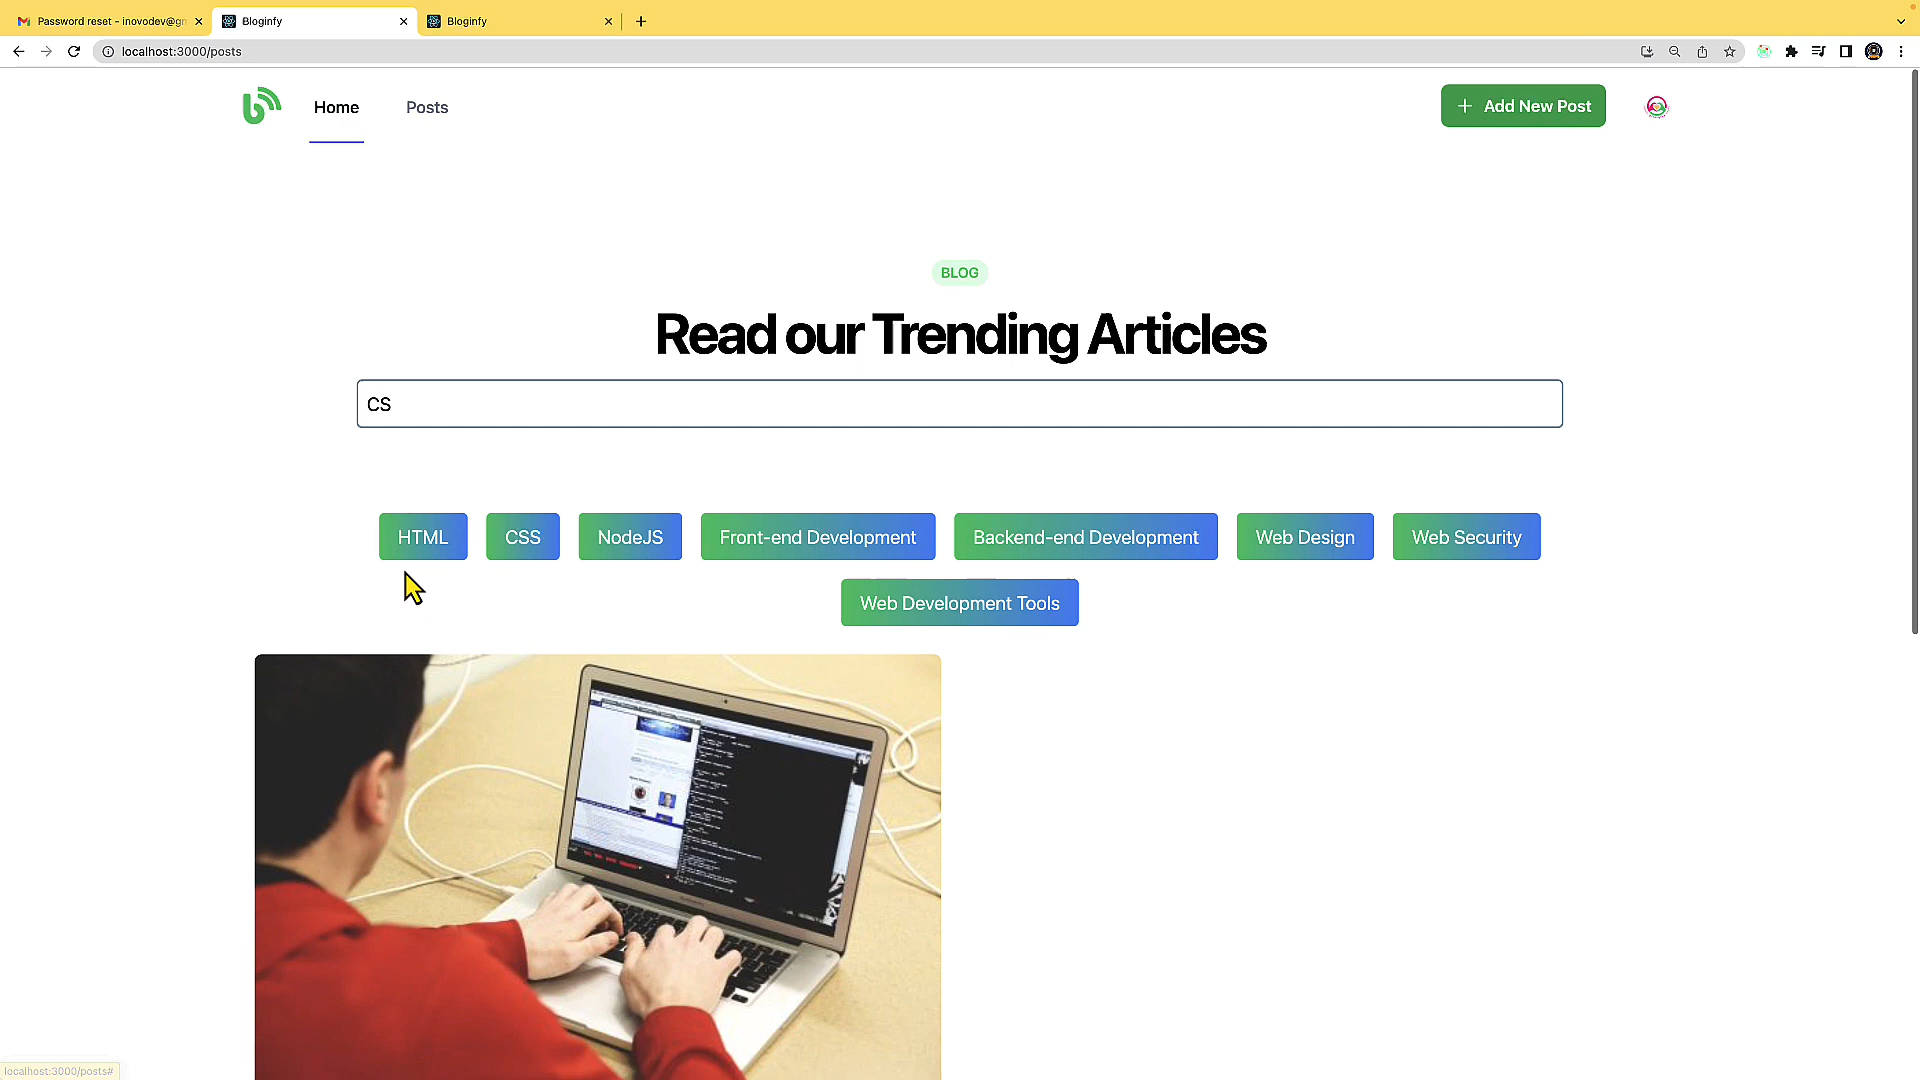 Password reset - inovodev@gm
Bloginfy
Bloginfy
localhost:3000/posts
Home
Posts
Add New Post
BLOG
Read our Trending Articles
CS
HTML
CSS
NodeJS
Front-end Development
Backend-end Development
Web Design
Web Security
Web Development Tools
localhost:3000/posts#